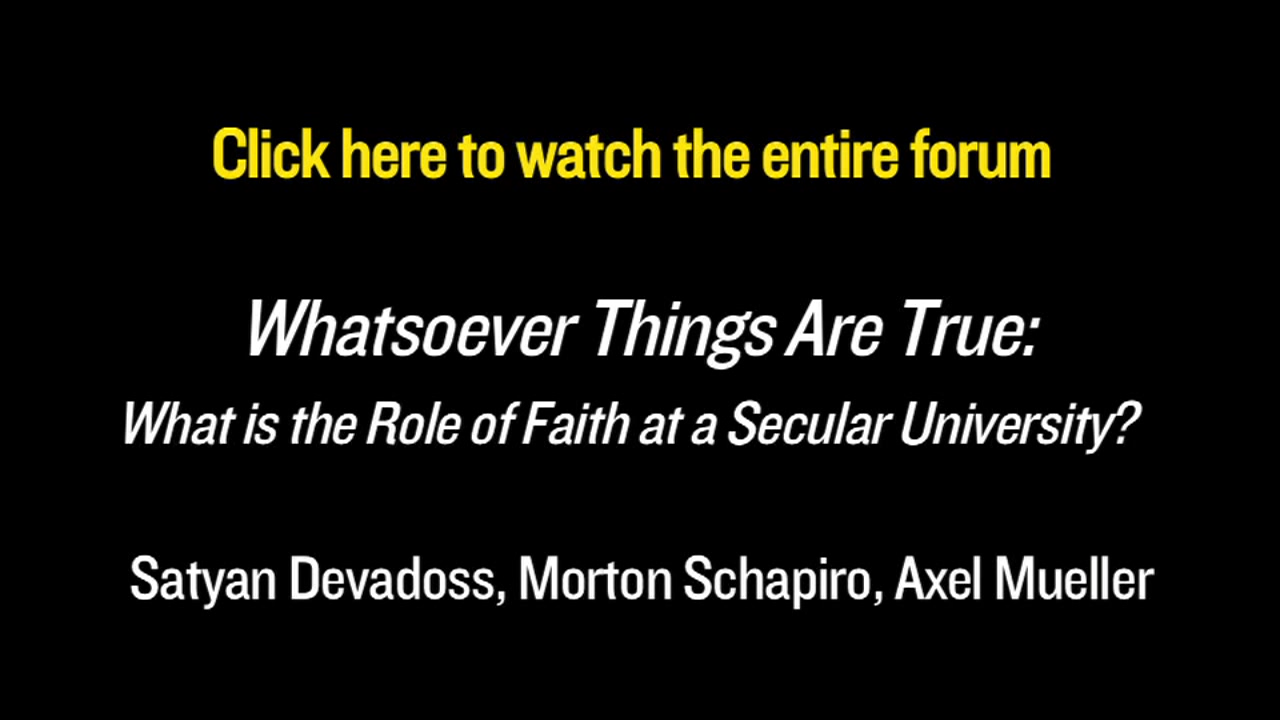 Click here to watch the entire forum
Whatsoever Things Are True:
What is the Role of Faith at a Secular University?
Satyan Devadoss, Morton Schapiro, Axel Mueller